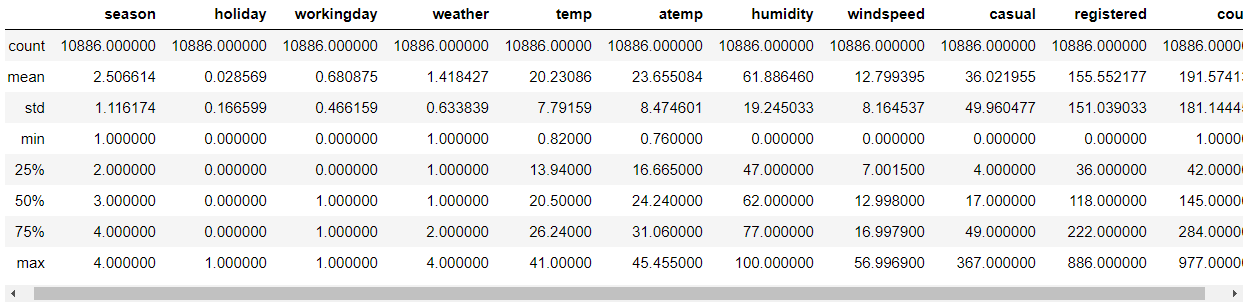 season holiday workingday weather temp atemp humidity windspeed casual registered cou
count 10886.000000 10886.000000 10886.000000 10886.000000 10886.00000 10886.000000 10886.000000 10886.000000 10886.000000 10886.000000 10886.0000
mean 2.506614 0.028569 0.680875 1.418427 20.23086 23.655084 61.886460 12.799395 36.021955 155.552177 191.5741
std 1.116174 0.166599 0.466159 0.633839 7.79159 8.474601 19.245033 8.164537 49.960477 151.039033 181.1444
min 1.000000 0.000000 0.000000 1.000000 0.82000 0.760000 0.000000 0.000000 0.000000 0.000000 1.0000
25% 2.000000 0.000000 0.000000 1.000000 13.94000 16.665000 47.000000 7.001500 4.000000 36.000000 42.0000
50% 3.000000 0.000000 1.000000 1.000000 20.50000 24.240000 62.000000 12.998000 17.000000 118.000000 145.0000
75% 4.000000 0.000000 1.000000 2.000000 26.24000 31.060000 77.000000 16.997900 49.000000 222.000000 284.0000
max 4.000000 1.000000 1.000000 4.000000 41.00000 45.455000 100.000000 56.996900 367.000000 886.000000 977.0000